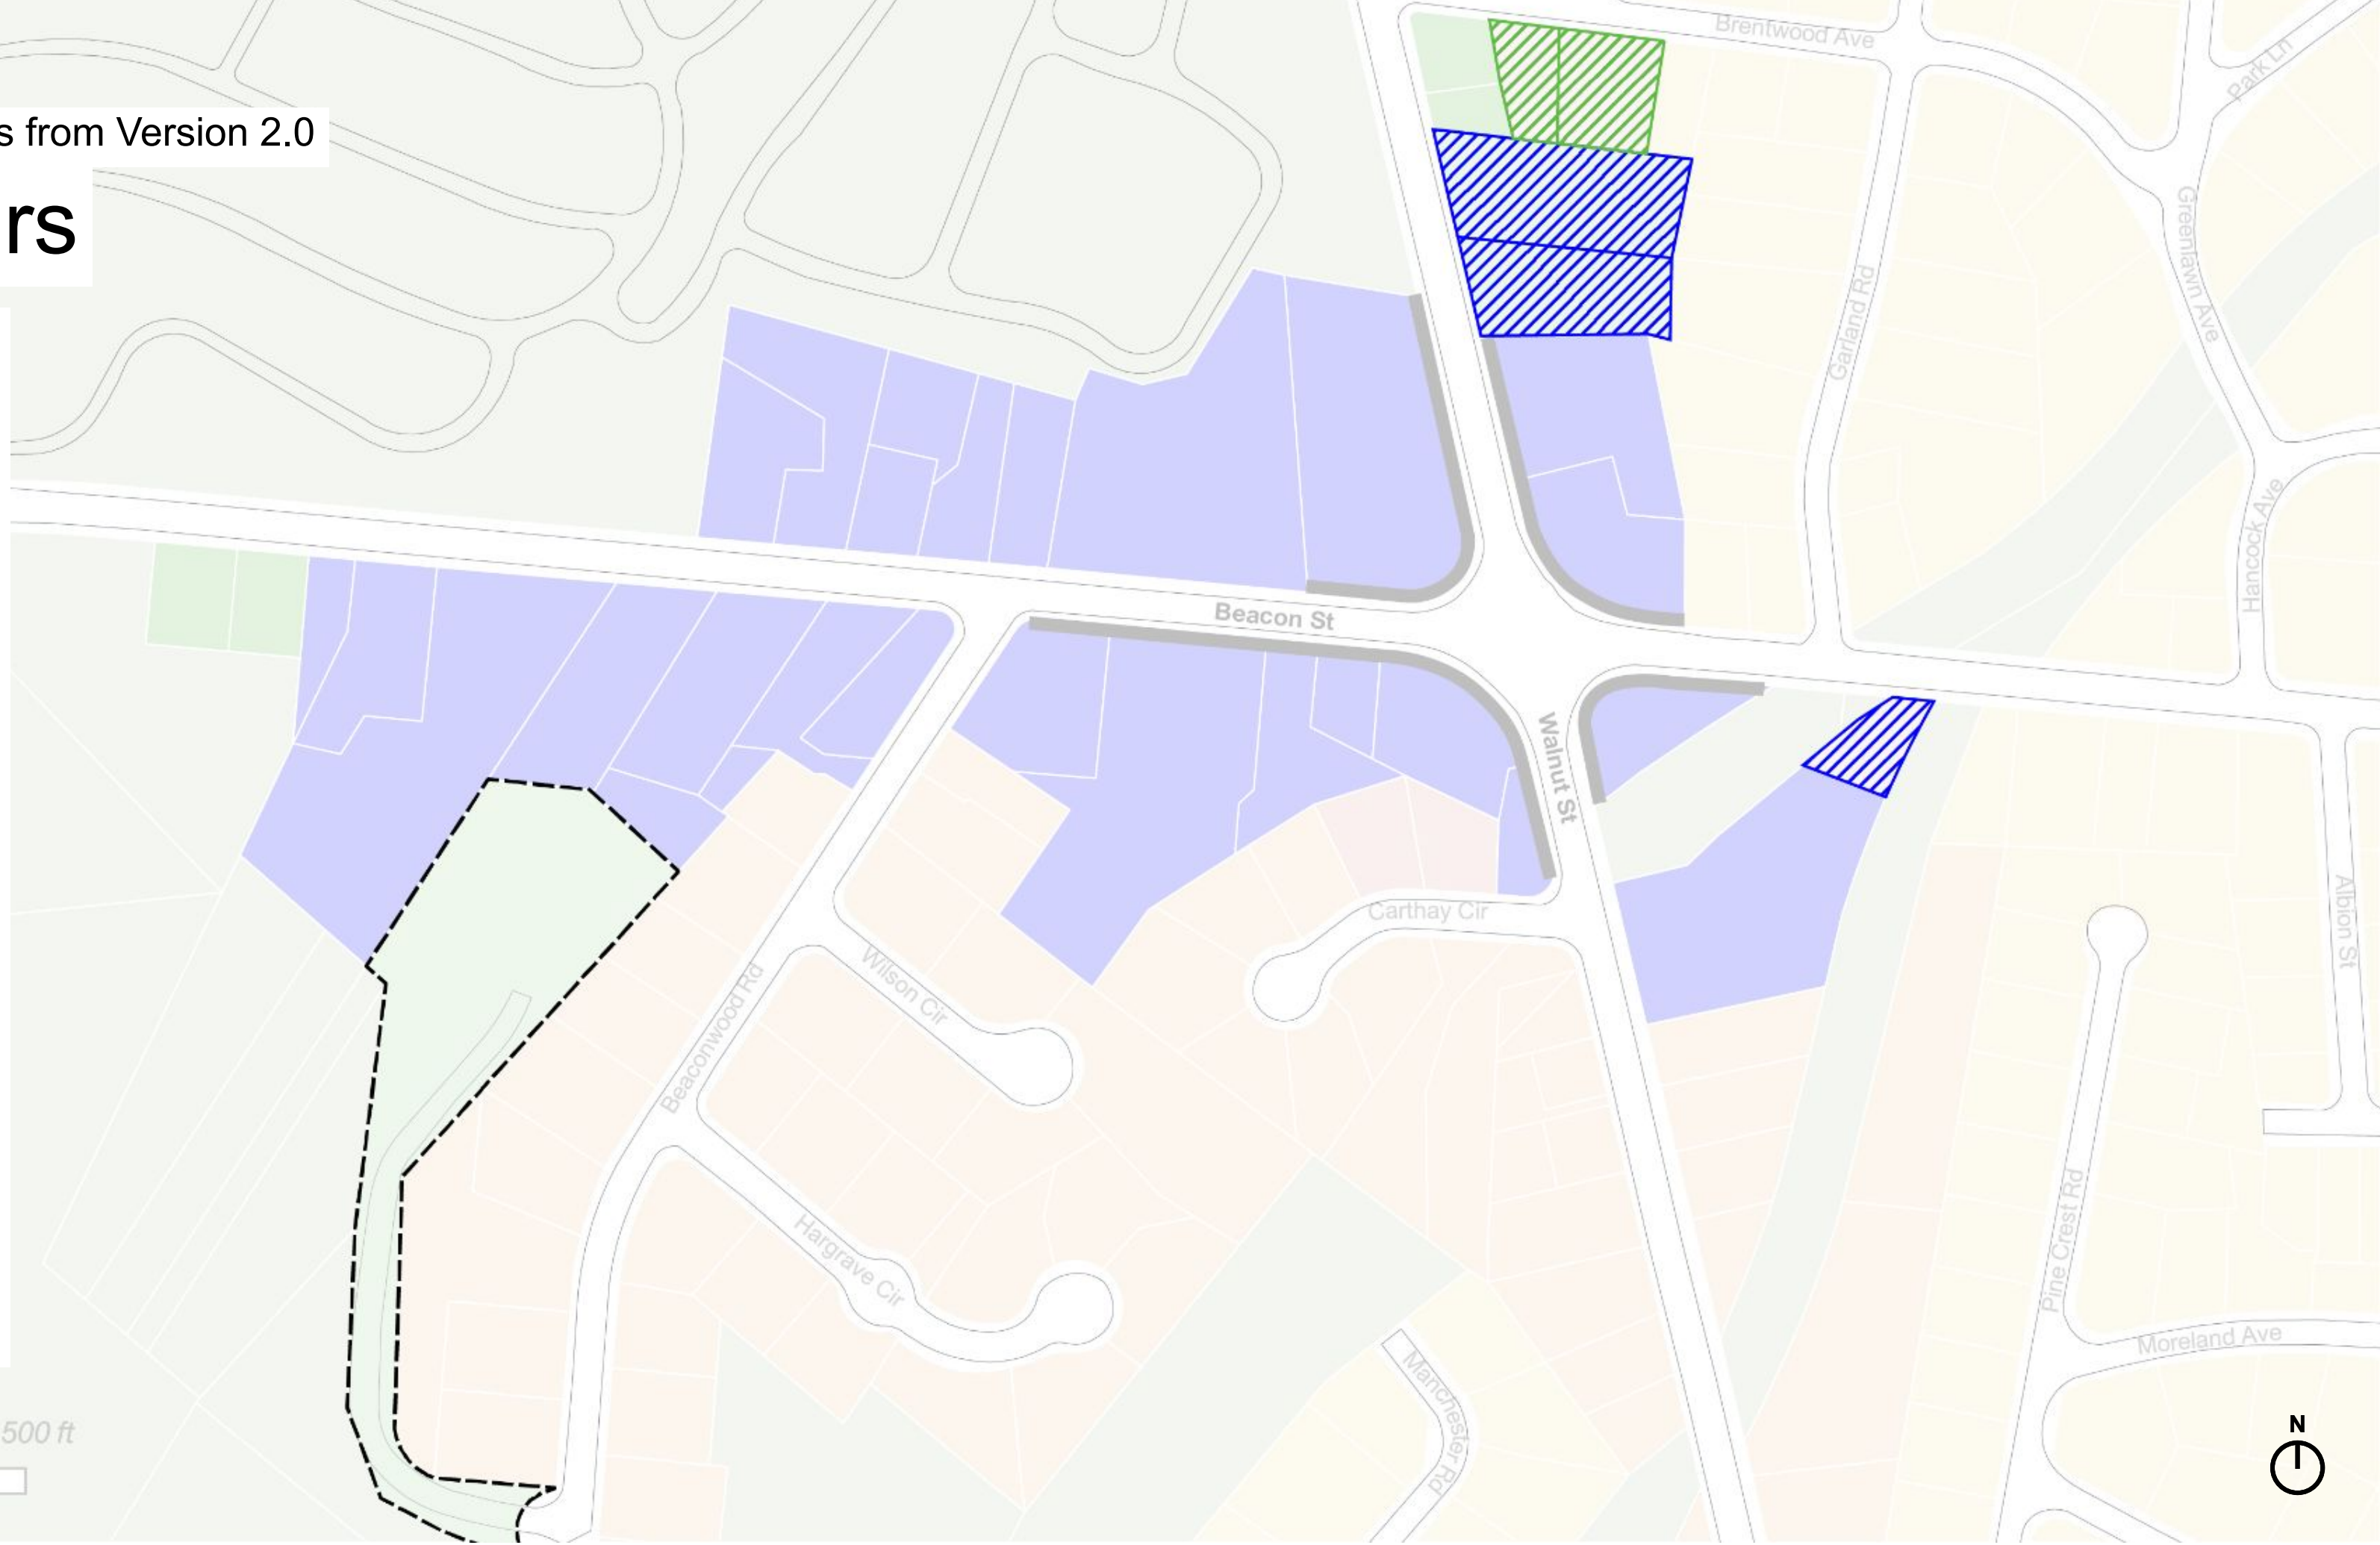 s from Version 2.0
rs
Brentwood Ave
Park Ln
Greenlawn Ave
Garland Rd
Hancock Ave
Beacon St
Walnut St
Albion St
Carthay Cir
Wilson Cir
Beaconwood Rd
Hargrave Cir
Pine Crest Rd
Moreland Ave
Manchester Rd
500 ft
N